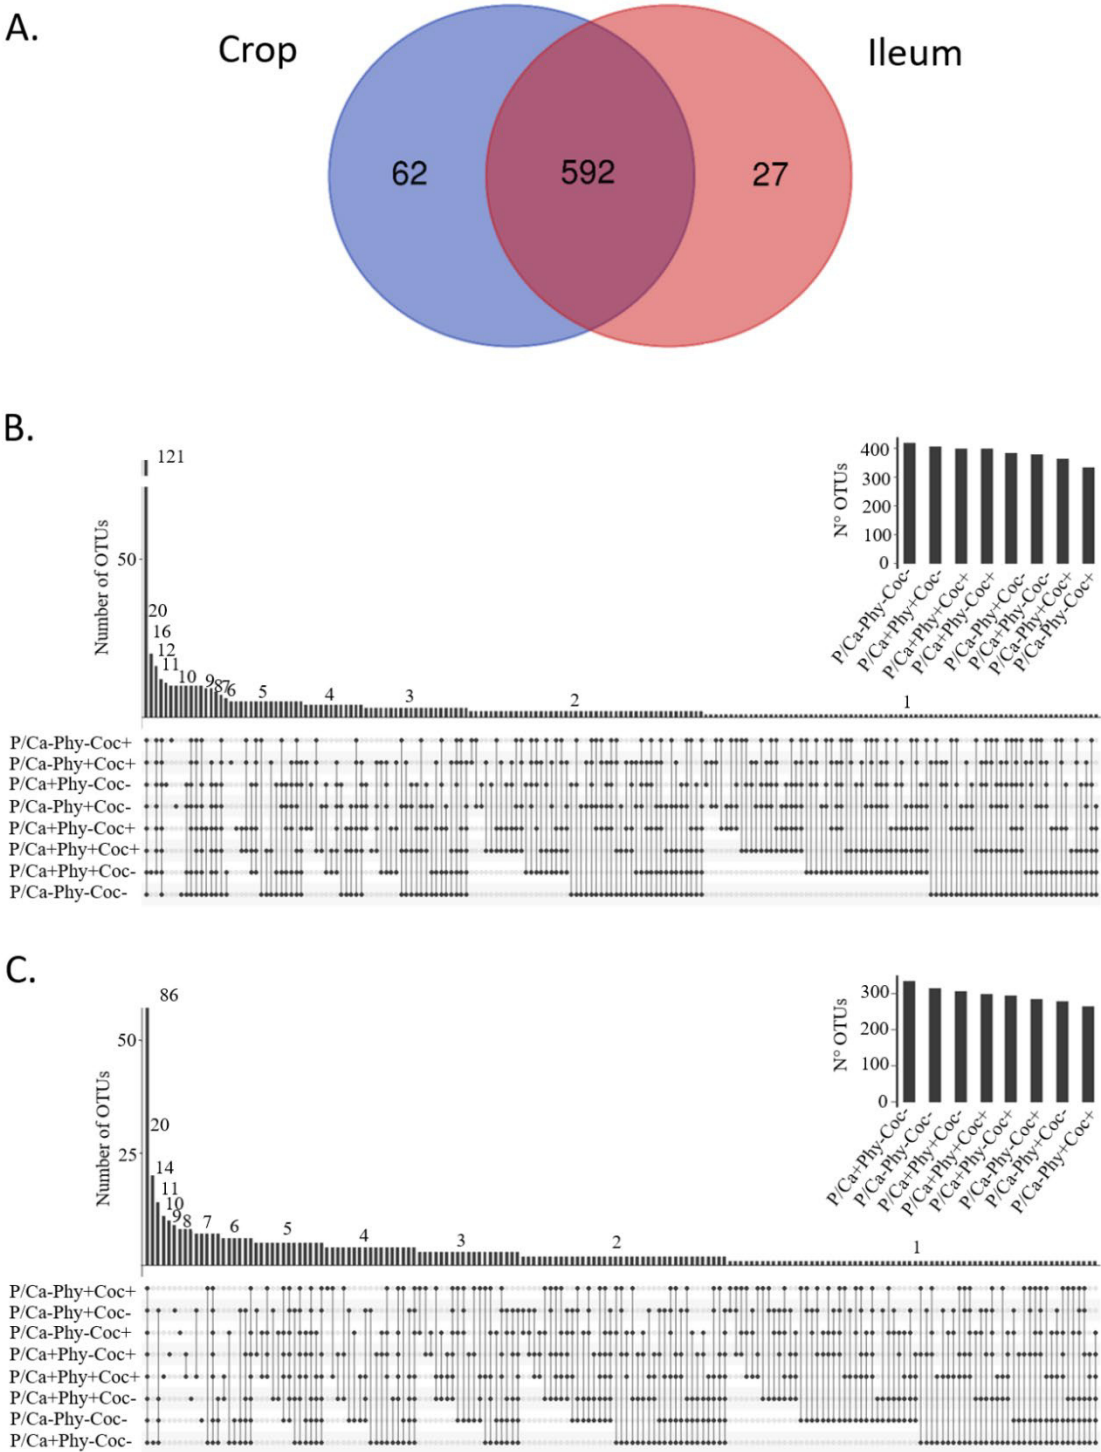 A.
Crop
Ileum
62
592
27
B.
121
Number of OTUs
50
20
16
12
11
10
9
8
7
6
5
4
3
2
1
N° OTUs
400
300
200
100
0
P/Ca-Phy-Coc-
P/Ca+Phy+Coc-
P/Ca+Phy+Coc+
P/Ca+Phy-Coc+
P/Ca-Phy+Coc-
P/Ca+Phy-Coc-
P/Ca-Phy+Coc+
P/Ca-Phy-Coc+
P/Ca-Phy-Coc+
P/Ca-Phy+Coc+
P/Ca+Phy-Coc-
P/Ca-Phy+Coc-
P/Ca+Phy-Coc+
P/Ca+Phy+Coc+
P/Ca+Phy+Coc-
P/Ca-Phy-Coc-
C.
86
Number of OTUs
50
25
20
14
11
10
9
8
7
6
5
4
3
2
1
N° OTUs
300
200
100
0
P/Ca+Phy-Coc-
P/Ca-Phy-Coc-
P/Ca+Phy+Coc-
P/Ca+Phy+Coc+
P/Ca+Phy-Coc+
P/Ca-Phy-Coc+
P/Ca-Phy+Coc-
P/Ca-Phy+Coc+
P/Ca-Phy+Coc+
P/Ca-Phy+Coc-
P/Ca-Phy-Coc+
P/Ca+Phy-Coc+
P/Ca+Phy+Coc+
P/Ca+Phy+Coc-
P/Ca-Phy-Coc-
P/Ca+Phy-Coc-